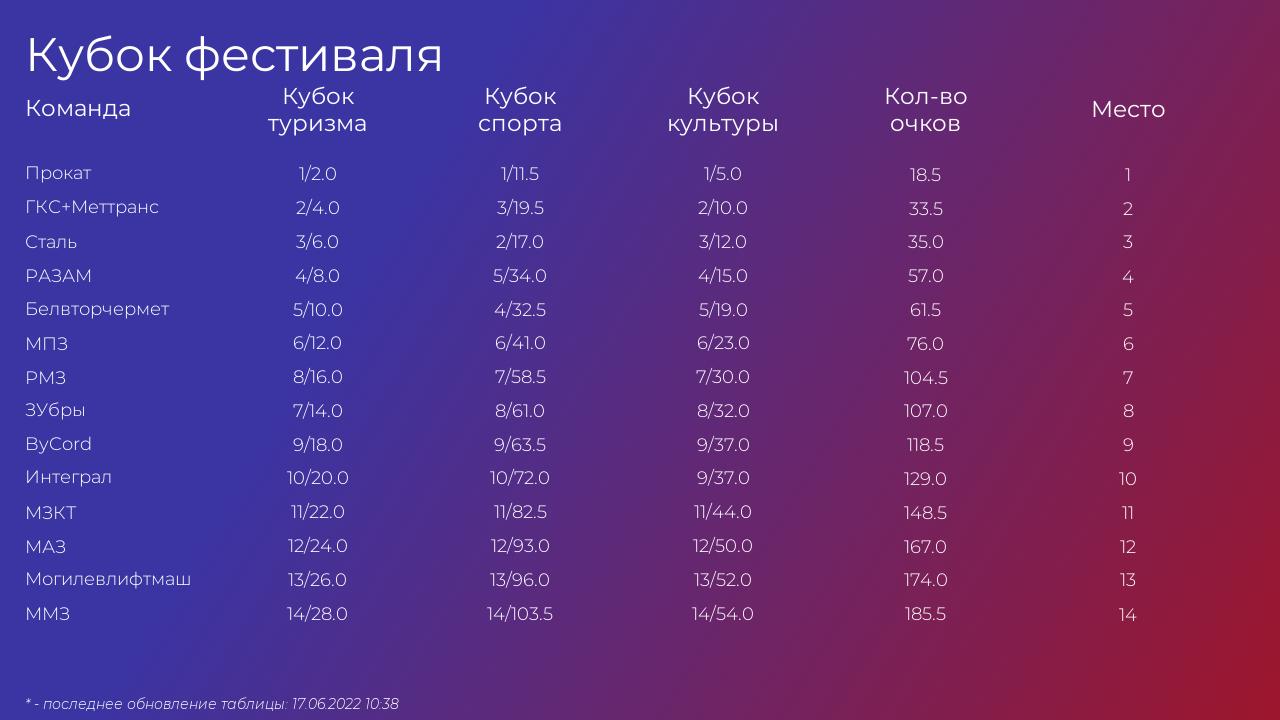 Кубок фестиваля
Команда Кубок туризма Кубок спорта Кубок культуры Кол-во очков Место
Прокат 1/2.0 1/11.5 1/5.0 18.5 1
ГКС+Меттранс 2/4.0 3/19.5 2/10.0 33.5 2
Сталь 3/6.0 2/17.0 3/12.0 35.0 3
РАЗАМ 4/8.0 5/34.0 4/15.0 57.0 4
Белвторчермет 5/10.0 4/32.5 5/19.0 61.5 5
МПЗ 6/12.0 6/41.0 6/23.0 76.0 6
РМЗ 8/16.0 7/58.5 7/30.0 104.5 7
ЗУбры 7/14.0 8/61.0 8/32.0 107.0 8
ByCord 9/18.0 9/63.5 9/37.0 118.5 9
Интеграл 10/20.0 10/72.0 9/37.0 129.0 10
МЗКТ 11/22.0 11/82.5 11/44.0 148.5 11
МАЗ 12/24.0 12/93.0 12/50.0 167.0 12
Могилевлифтмаш 13/26.0 13/96.0 13/52.0 174.0 13
ММЗ 14/28.0 14/103.5 14/54.0 185.5 14
* - последнее обновление таблицы: 17.06.2022 10:38